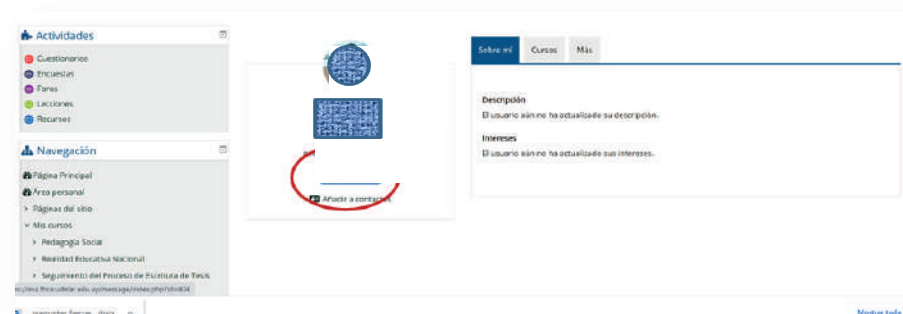 Actividades
Cuestionarios
Encuestas
Foros
Lecciones
Recursos
Navegación
Página Principal
Área personal
Páginas del sitio
Mis cursos
Pedagogía Social
Realidad Educativa Nacional
Seguimiento del Proceso de Escritura de Tesis
Añadir a contactos
Sobre mí Cursos Más
Descripción
El usuario aún no ha actualizado su descripción.
Intereses
El usuario aún no ha actualizado sus intereses.